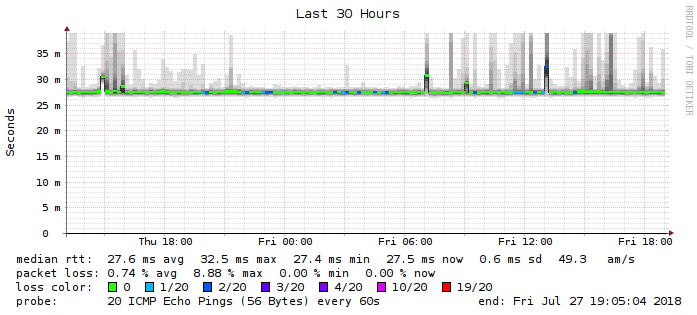 Last 30 Hours
RRDTOOL / TOBI OETIKER
Seconds
35 m
30 m
25 m
20 m
15 m
10 m
5 m
0
Thu 18:00 Fri 00:00 Fri 06:00 Fri 12:00 Fri 18:00
median rtt: 27.6 ms avg 32.5 ms max 27.4 ms min 27.5 ms now 0.6 ms sd 49.3 am/s
packet loss: 0.74 % avg 8.88 % max 0.00 % min 0.00 % now
loss color: 0 1/20 2/20 3/20 4/20 10/20 19/20
probe: 20 ICMP Echo Pings (56 Bytes) every 60s end: Fri Jul 27 19:05:04 2018